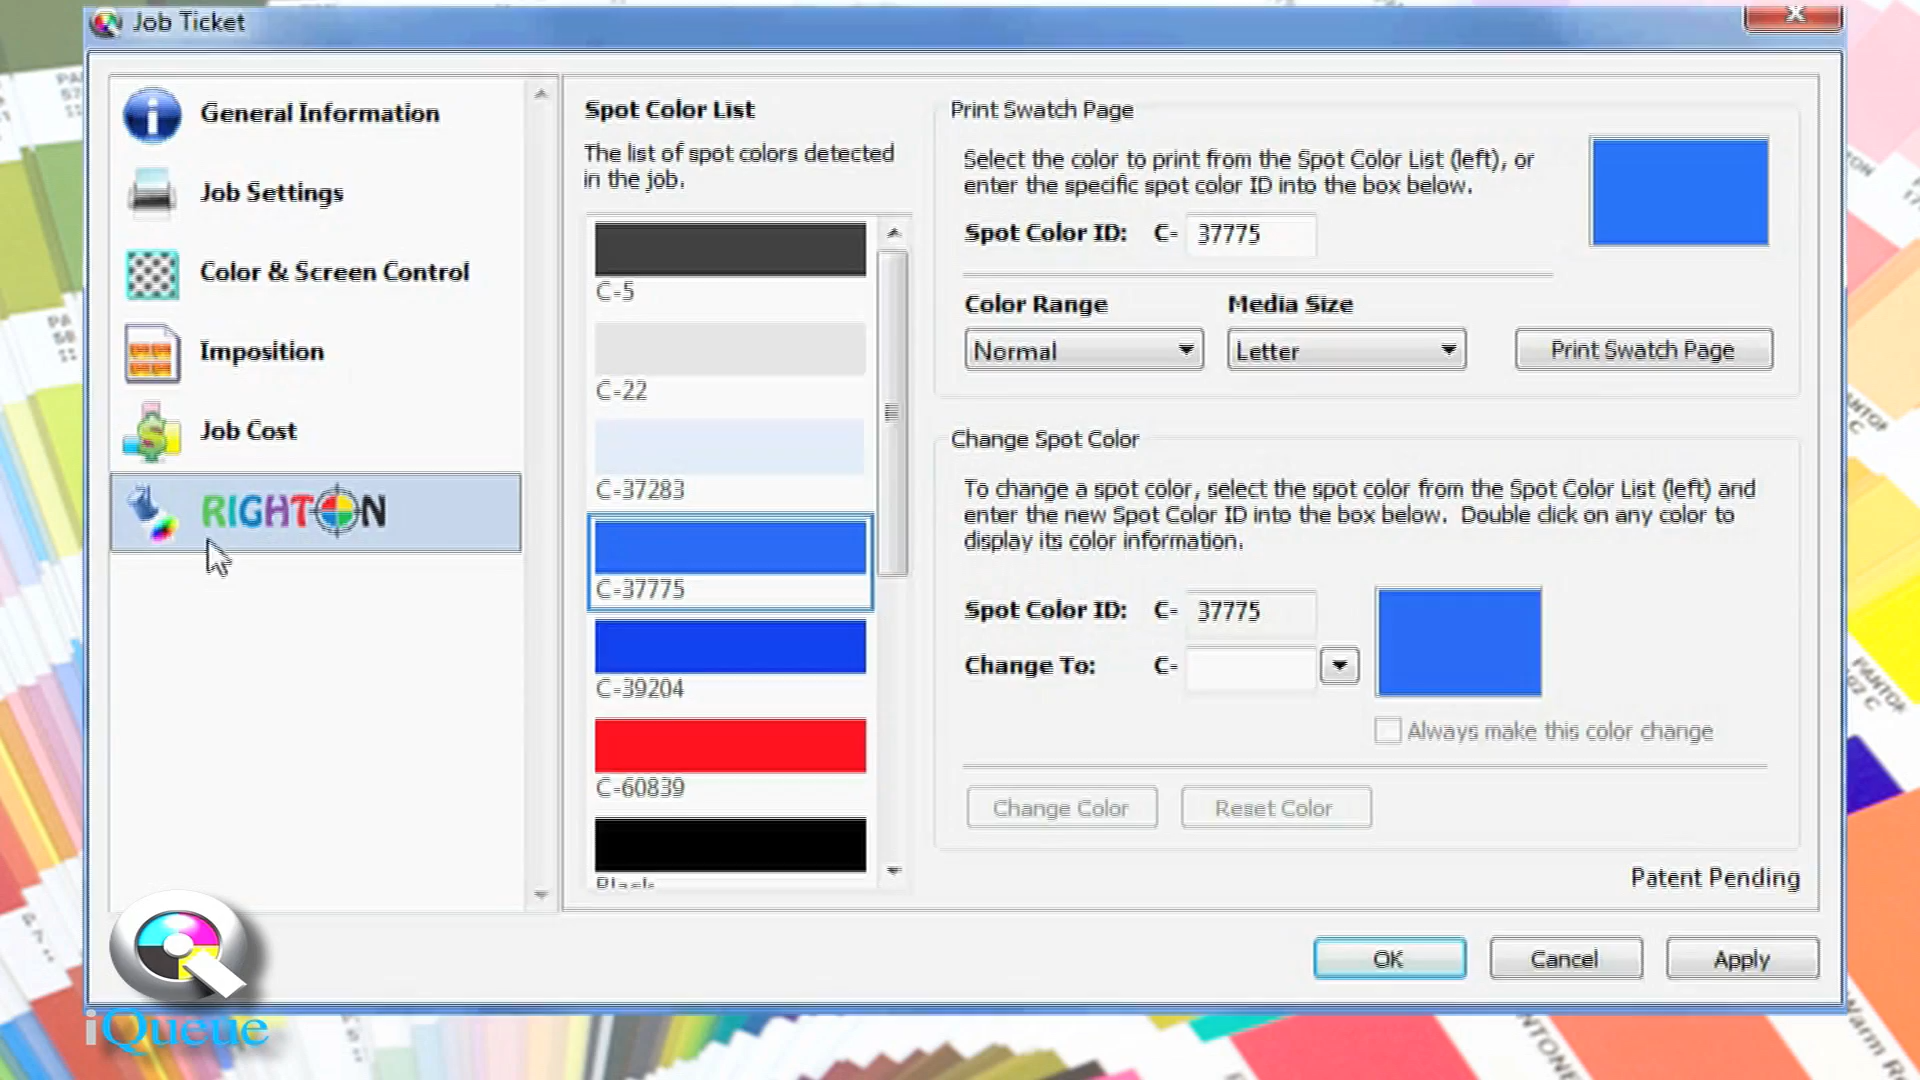 Job Ticket
General Information
Job Settings
Color & Screen Control
Imposition
Job Cost
RIGHTON
Spot Color List
The list of spot colors detected
in the job.
C-5
C-22
C-37283
C-37775
C-39204
C-60839
Black
Print Swatch Page
Select the color to print from the Spot Color List (left), or
enter the specific spot color ID into the box below.
Spot Color ID: C- 37775
Color Range Media Size
Normal Letter Print Swatch Page
Change Spot Color
To change a spot color, select the spot color from the Spot Color List (left) and
enter the new Spot Color ID into the box below. Double click on any color to
display its color information.
Spot Color ID: C- 37775
Change To: C-
Always make this color change
Change Color Reset Color
Patent Pending
OK Cancel Apply
iQueue